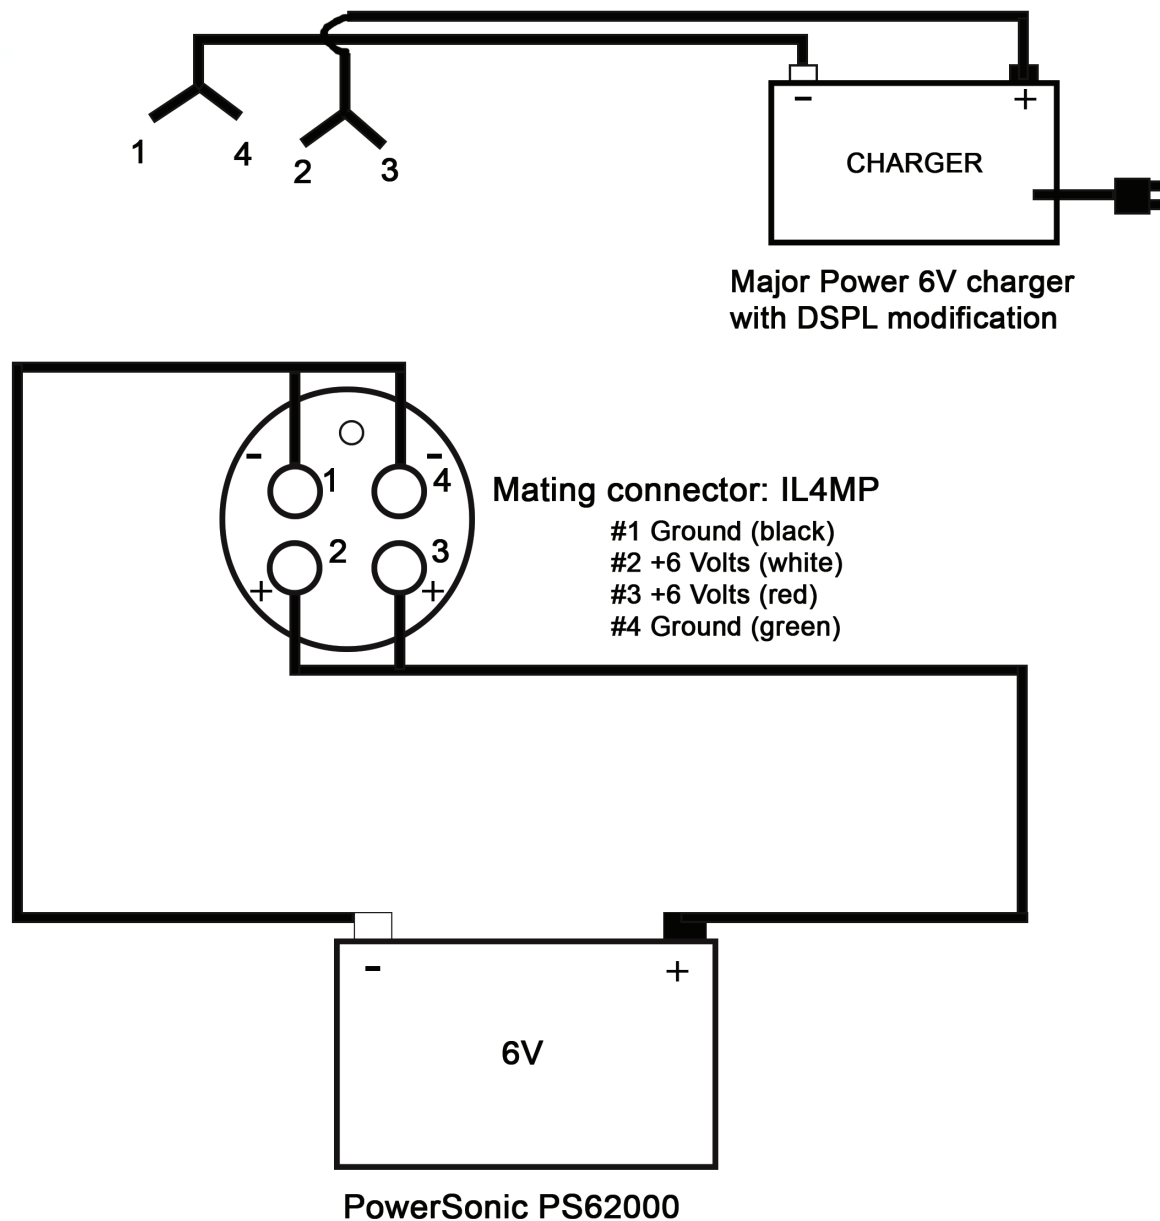 1
4
2
3
-
+
CHARGER
Major Power 6V charger
with DSPL modification
-
-
1
4
2
3
+
+
Mating connector: IL4MP
#1 Ground (black)
#2 +6 Volts (white)
#3 +6 Volts (red)
#4 Ground (green)
-
+
6V
PowerSonic PS62000